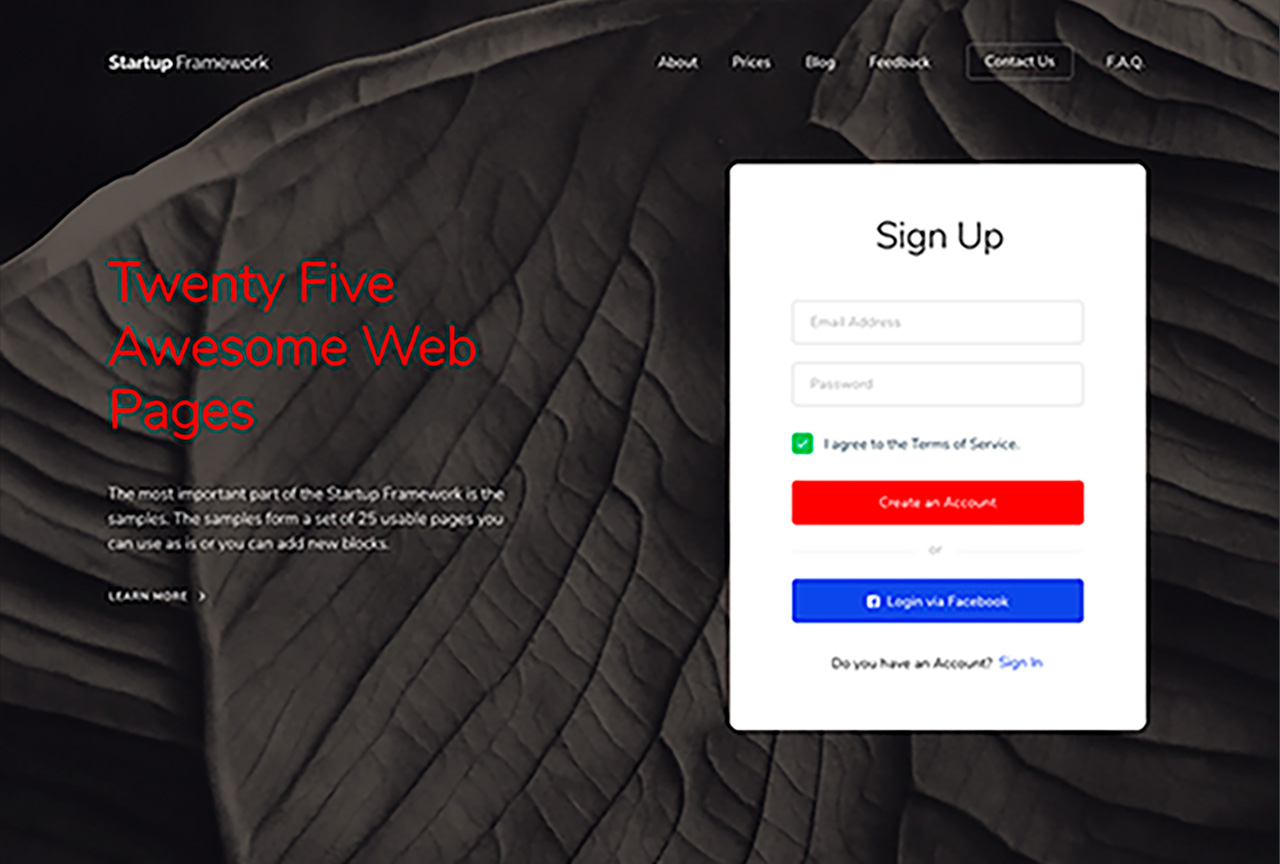 Startup Framework
About Prices Blog Feedback Contact Us F.A.Q.
Twenty Five
Awesome Web
Pages
The most important part of the Startup Framework is the
samples. The samples form a set of 25 usable pages you
can use as is or you can add new blocks.
LEARN MORE
Sign Up
Email Address
Password
I agree to the Terms of Service.
Create an Account
or
Login via Facebook
Do you have an Account? Sign In